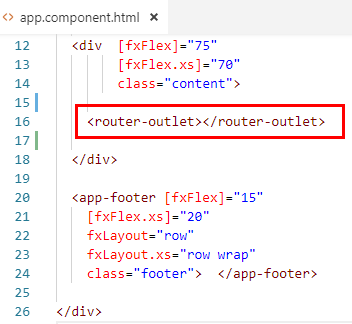 <> app.component.html
12 <div [fxFlex]="75"
13 [fxFlex.xs]="70"
14 class="content">
15
16 <router-outlet></router-outlet>
17
18 </div>
19
20 <app-footer [fxFlex]="15"
21 [fxFlex.xs]="20"
22 fxLayout="row"
23 fxLayout.xs="row wrap"
24 class="footer"> </app-footer>
25
26 </div>